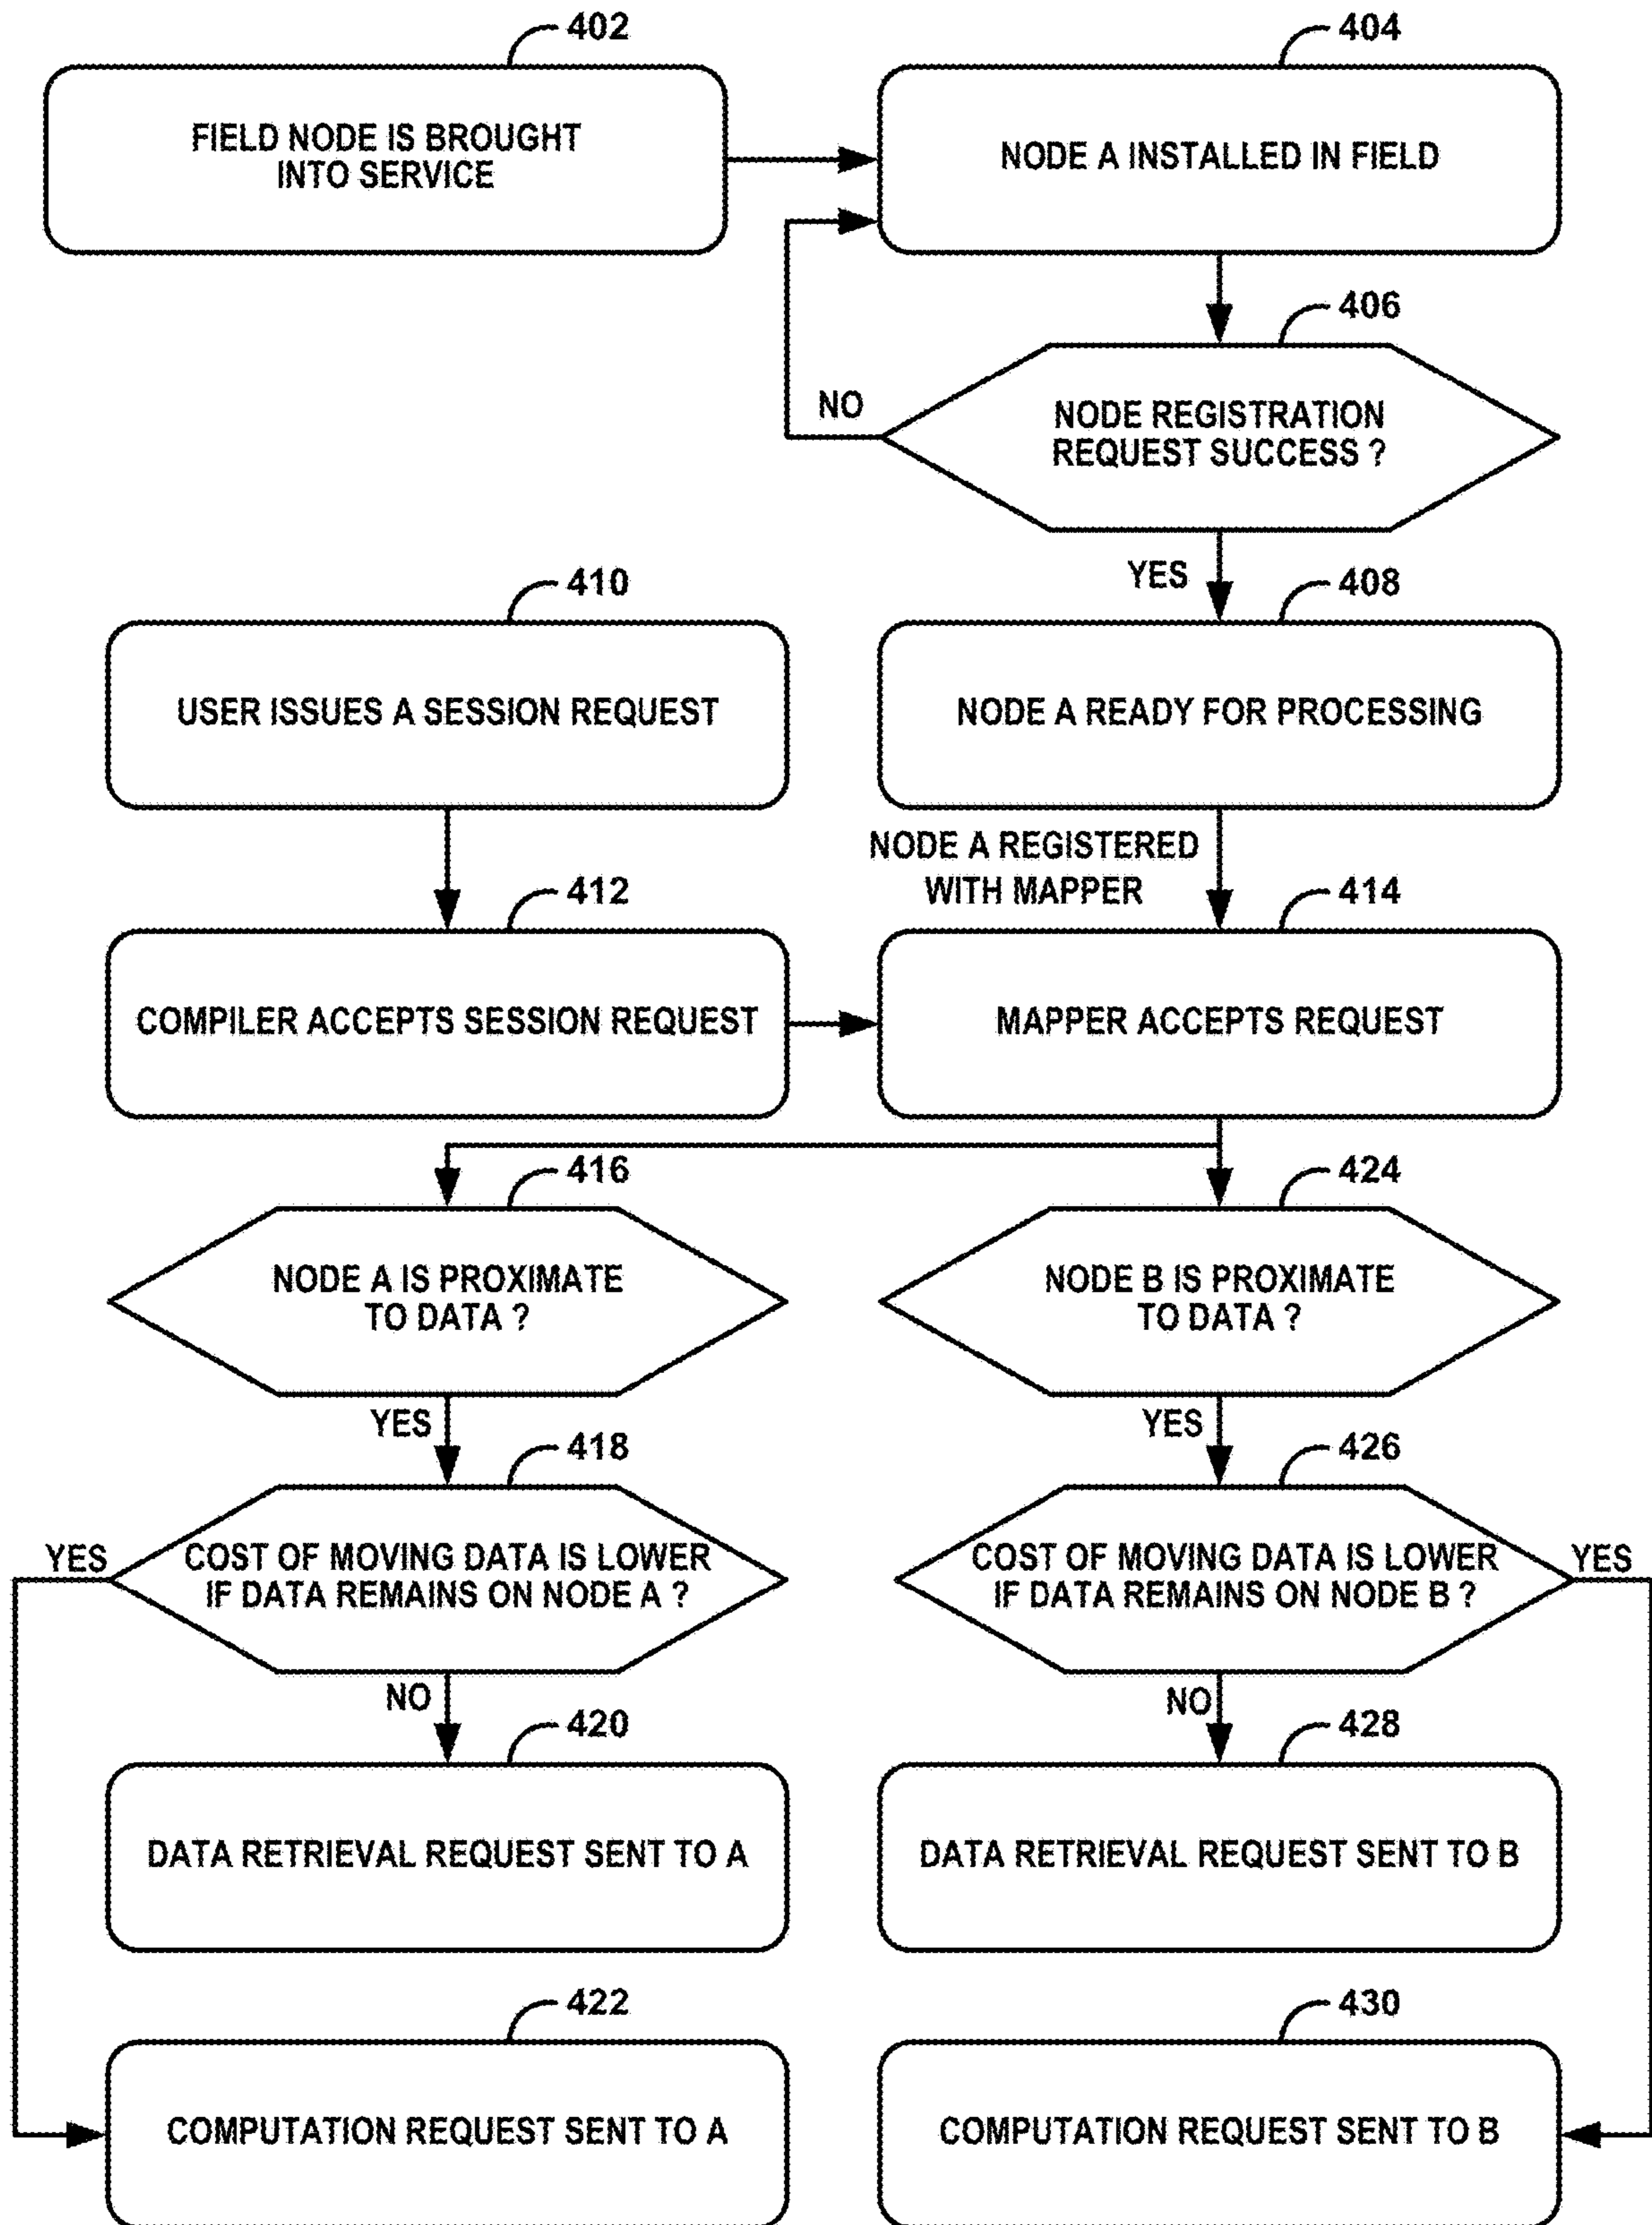 402
404
FIELD NODE IS BROUGHT
INTO SERVICE
NODE A INSTALLED IN FIELD
406
NO
NODE REGISTRATION
REQUEST SUCCESS ?
YES
410
408
USER ISSUES A SESSION REQUEST
NODE A READY FOR PROCESSING
NODE A REGISTERED
WITH MAPPER
412
414
COMPILER ACCEPTS SESSION REQUEST
MAPPER ACCEPTS REQUEST
416
424
NODE A IS PROXIMATE
TO DATA ?
NODE B IS PROXIMATE
TO DATA ?
YES
YES
418
426
YES
COST OF MOVING DATA IS LOWER
IF DATA REMAINS ON NODE A ?
COST OF MOVING DATA IS LOWER
IF DATA REMAINS ON NODE B ?
YES
NO
NO
420
428
DATA RETRIEVAL REQUEST SENT TO A
DATA RETRIEVAL REQUEST SENT TO B
422
430
COMPUTATION REQUEST SENT TO A
COMPUTATION REQUEST SENT TO B